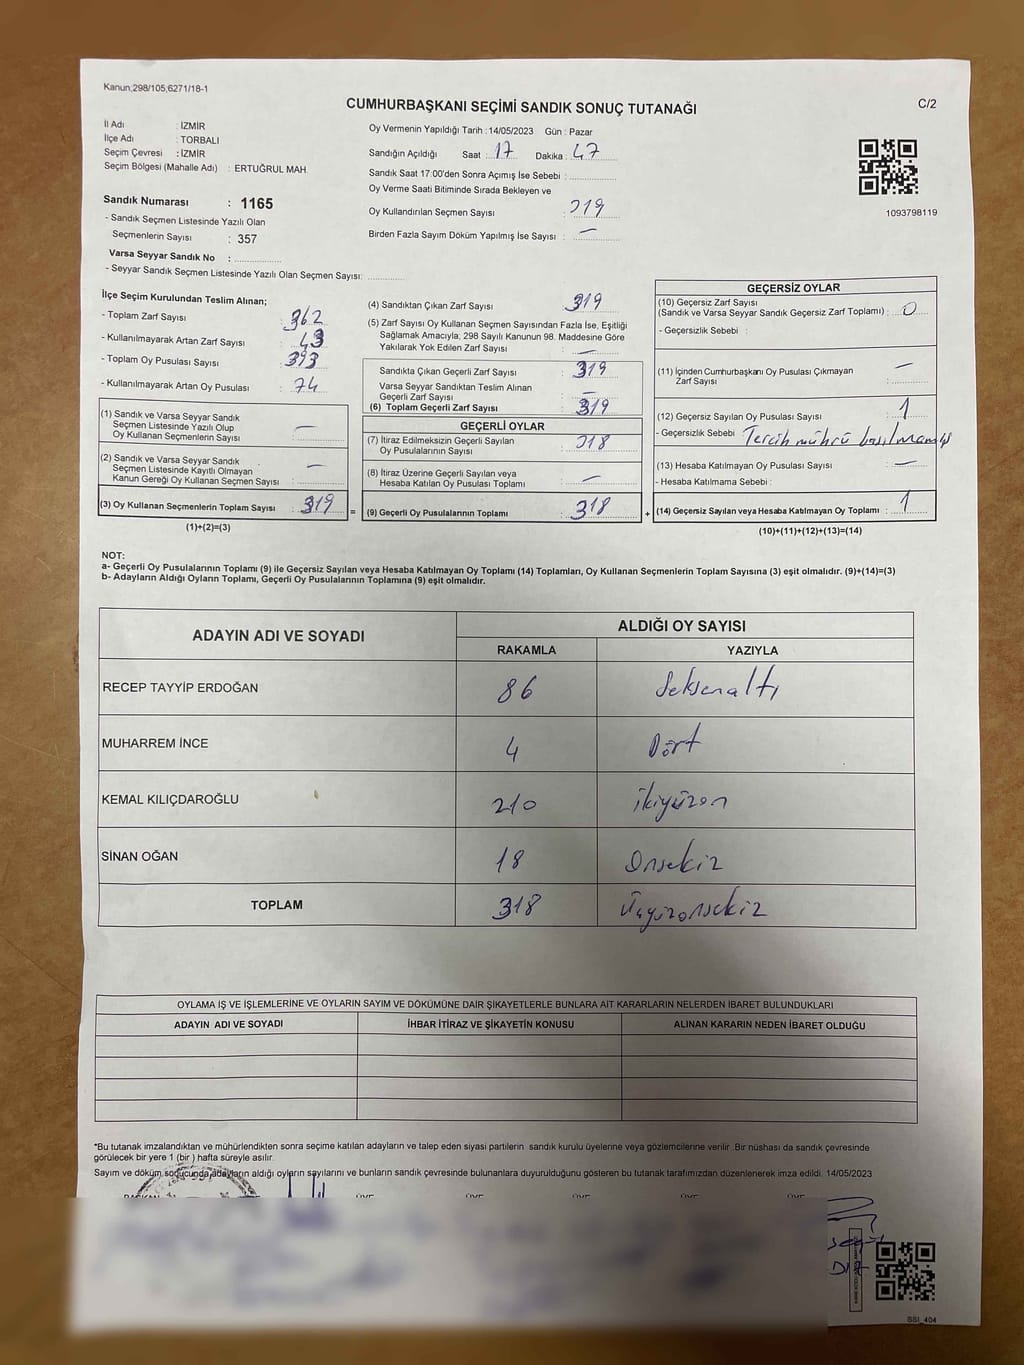 Kanun;298/105;6271/18-1
CUMHURBAŞKANI SEÇİMİ SANDIK SONUÇ TUTANAĞI
C/2
İl Adı : İZMİR
İlçe Adı : TORBALI
Seçim Çevresi : İZMİR
Seçim Bölgesi (Mahalle Adı) : ERTUĞRUL MAH.
Oy Vermenin Yapıldığı Tarih : 14/05/2023 Gün : Pazar
Sandığın Açıldığı Saat : 17 Dakika : 47
Sandık Saat 17:00'den Sonra Açımış İse Sebebi :
Oy Verme Saati Bitiminde Sırada Bekleyen ve
Oy Kullandırılan Seçmen Sayısı : 319
Birden Fazla Sayım Döküm Yapılmış İse Sayısı : —
1093798119
Sandık Numarası : 1165
- Sandık Seçmen Listesinde Yazılı Olan
Seçmenlerin Sayısı : 357
Varsa Seyyar Sandık No :
- Seyyar Sandık Seçmen Listesinde Yazılı Olan Seçmen Sayısı:
İlçe Seçim Kurulundan Teslim Alınan;
- Toplam Zarf Sayısı : 362
- Kullanılmayarak Artan Zarf Sayısı : 43
- Toplam Oy Pusulası Sayısı : 393
- Kullanılmayarak Artan Oy Pusulası : 74
(1) Sandık ve Varsa Seyyar Sandık
Seçmen Listesinde Yazılı Olup
Oy Kullanan Seçmenlerin Sayısı : —
(2) Sandık ve Varsa Seyyar Sandık
Seçmen Listesinde Kayıtlı Olmayan
Kanun Gereği Oy Kullanan Seçmen Sayısı : —
(3) Oy Kullanan Seçmenlerin Toplam Sayısı : 319
(1)+(2)=(3)
(4) Sandıktan Çıkan Zarf Sayısı : 319
(5) Zarf Sayısı Oy Kullanan Seçmen Sayısından Fazla İse, Eşitliği
Sağlamak Amacıyla; 298 Sayılı Kanunun 98. Maddesine Göre
Yakılarak Yok Edilen Zarf Sayısı : —
Sandıkta Çıkan Geçerli Zarf Sayısı : 319
Varsa Seyyar Sandıktan Teslim Alınan
Geçerli Zarf Sayısı : —
(6) Toplam Geçerli Zarf Sayısı : 319
GEÇERLİ OYLAR
(7) İtiraz Edilmeksizin Geçerli Sayılan
Oy Pusulalarının Sayısı : 318
(8) İtiraz Üzerine Geçerli Sayılan veya
Hesaba Katılan Oy Pusulaları Toplamı : —
= (9) Geçerli Oy Pusulalarının Toplamı : 318
GEÇERSİZ OYLAR
(10) Geçersiz Zarf Sayısı
(Sandık ve Varsa Seyyar Sandık Geçersiz Zarf Toplamı) : 0
- Geçersizlik Sebebi :
(11) İçinden Cumhurbaşkanı Oy Pusulası Çıkmayan
Zarf Sayısı : —
(12) Geçersiz Sayılan Oy Pusulası Sayısı : 1
- Geçersizlik Sebebi : Tercih mührü basılmamış
(13) Hesaba Katılmayan Oy Pusulası Sayısı : —
- Hesaba Katılmama Sebebi :
+ (14) Geçersiz Sayılan veya Hesaba Katılmayan Oy Toplamı : 1
(10)+(11)+(12)+(13)=(14)
NOT:
a- Geçerli Oy Pusulalarının Toplamı (9) ile Geçersiz Sayılan veya Hesaba Katılmayan Oy Toplamı (14) Toplamları, Oy Kullanan Seçmenlerin Toplam Sayısına (3) eşit olmalıdır. (9)+(14)=(3)
b- Adayların Aldığı Oyların Toplamı, Geçerli Oy Pusulalarının Toplamına (9) eşit olmalıdır.
ADAYIN ADI VE SOYADI
ALDIĞI OY SAYISI
RAKAMLA YAZIYLA
RECEP TAYYİP ERDOĞAN 86 Seksenaltı
MUHARREM İNCE 4 Dört
KEMAL KILIÇDAROĞLU 210 İkiyüzon
SİNAN OĞAN 18 Onsekiz
TOPLAM 318 Üçyüzonsekiz
OYLAMA İŞ VE İŞLEMLERİNE VE OYLARIN SAYIM VE DÖKÜMÜNE DAİR ŞİKAYETLERLE BUNLARA AİT KARARLARIN NELERDEN İBARET BULUNDUKLARI
ADAYIN ADI VE SOYADI İHBAR İTİRAZ VE ŞİKAYETİN KONUSU ALINAN KARARIN NEDEN İBARET OLDUĞU
*Bu tutanak imzalandıktan ve mühürlendikten sonra seçime katılan adayların ve talep eden siyasi partilerin sandık kurulu üyelerine veya gözlemcilerine verilir. Bir nüshası da sandık çevresinde
görülecek bir yere 1 (bir ) hafta süreyle asılır.
Sayım ve döküm sonucunda adayların aldığı oyların sayılarını ve bunların sandık çevresinde bulunanlara duyurulduğunu gösteren bu tutanak tarafımızdan düzenlenerek imza edildi. 14/05/2023
SSI_404